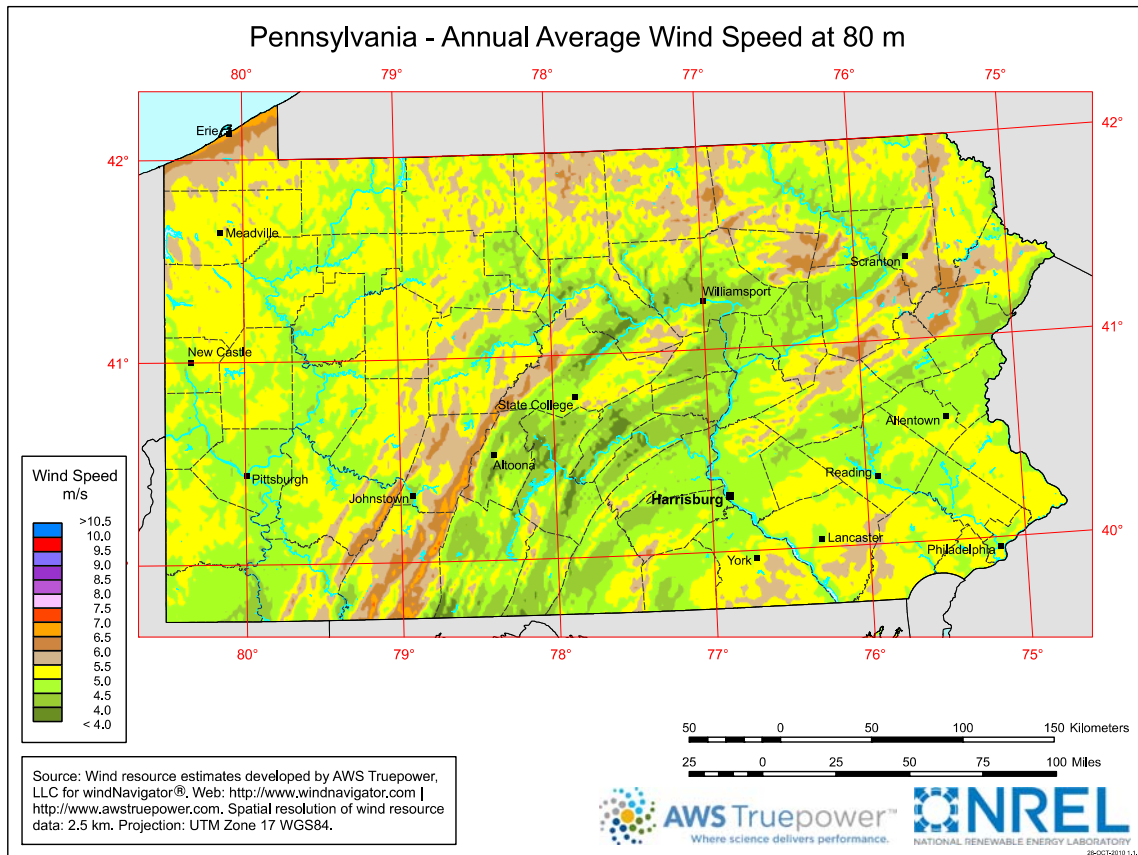 Pennsylvania - Annual Average Wind Speed at 80 m
80° 79° 78° 77° 76° 75°
42° 42°
Erie
Meadville
Scranton
Williamsport
41° 41°
New Castle
State College
Allentown
Altoona
Pittsburgh
Reading
Johnstown
Harrisburg
40° 40°
Lancaster
Philadelphia
York
80° 79° 78° 77° 76° 75°
Wind Speed
m/s
>10.5
10.0
9.5
9.0
8.5
8.0
7.5
7.0
6.5
6.0
5.5
5.0
4.5
< 4.0
50 0 50 100 150 Kilometers
25 0 25 50 75 100 Miles
Source: Wind resource estimates developed by AWS Truepower,
LLC for windNavigator®. Web: http://www.windnavigator.com |
http://www.awstruepower.com. Spatial resolution of wind resource
data: 2.5 km. Projection: UTM Zone 17 WGS84.
AWS Truepower™
Where science delivers performance.
NREL
NATIONAL RENEWABLE ENERGY LABORATORY